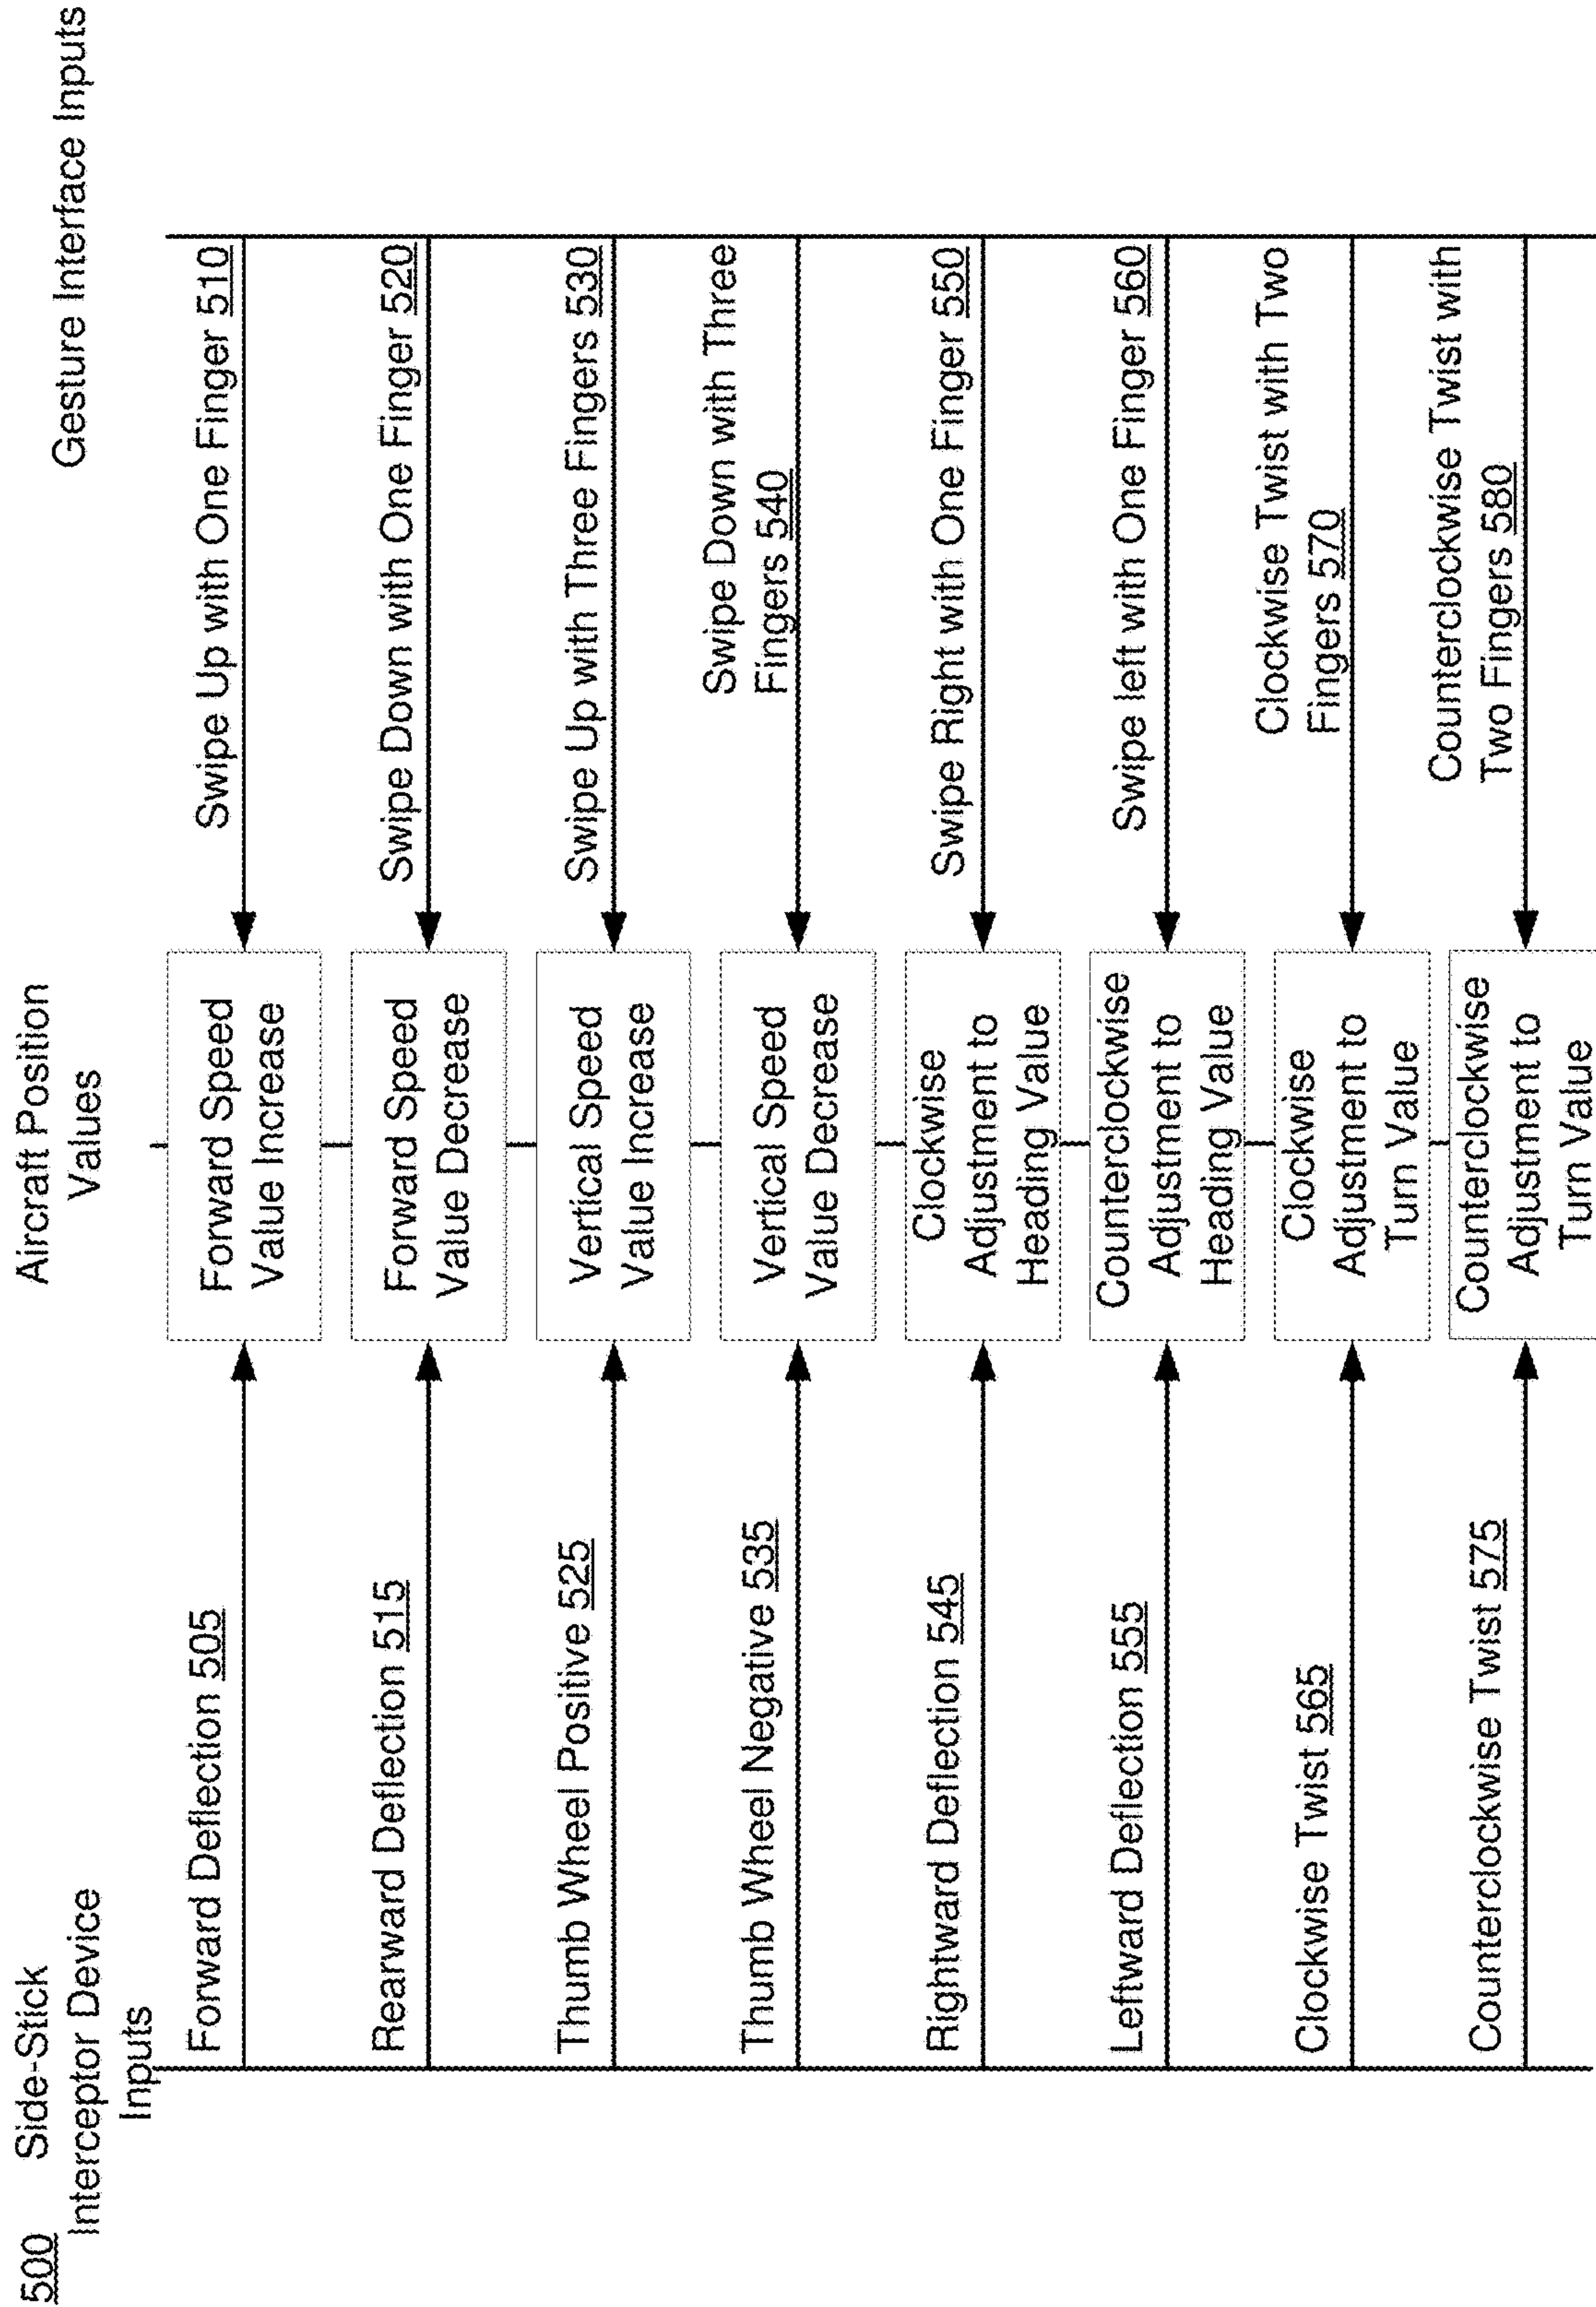 500 Side-Stick
Interceptor Device
Inputs
Aircraft Position
Values
Gesture Interface Inputs
Forward Deflection 505
Forward Speed
Value Increase
Swipe Up with One Finger 510
Rearward Deflection 515
Forward Speed
Value Decrease
Swipe Down with One Finger 520
Thumb Wheel Positive 525
Vertical Speed
Value Increase
Swipe Up with Three Fingers 530
Thumb Wheel Negative 535
Vertical Speed
Value Decrease
Swipe Down with Three
Fingers 540
Rightward Deflection 545
Clockwise
Adjustment to
Heading Value
Swipe Right with One Finger 550
Leftward Deflection 555
Counterclockwise
Adjustment to
Heading Value
Swipe left with One Finger 560
Clockwise Twist 565
Clockwise
Adjustment to
Turn Value
Clockwise Twist with Two
Fingers 570
Counterclockwise Twist 575
Counterclockwise
Adjustment to
Turn Value
Counterclockwise Twist with
Two Fingers 580